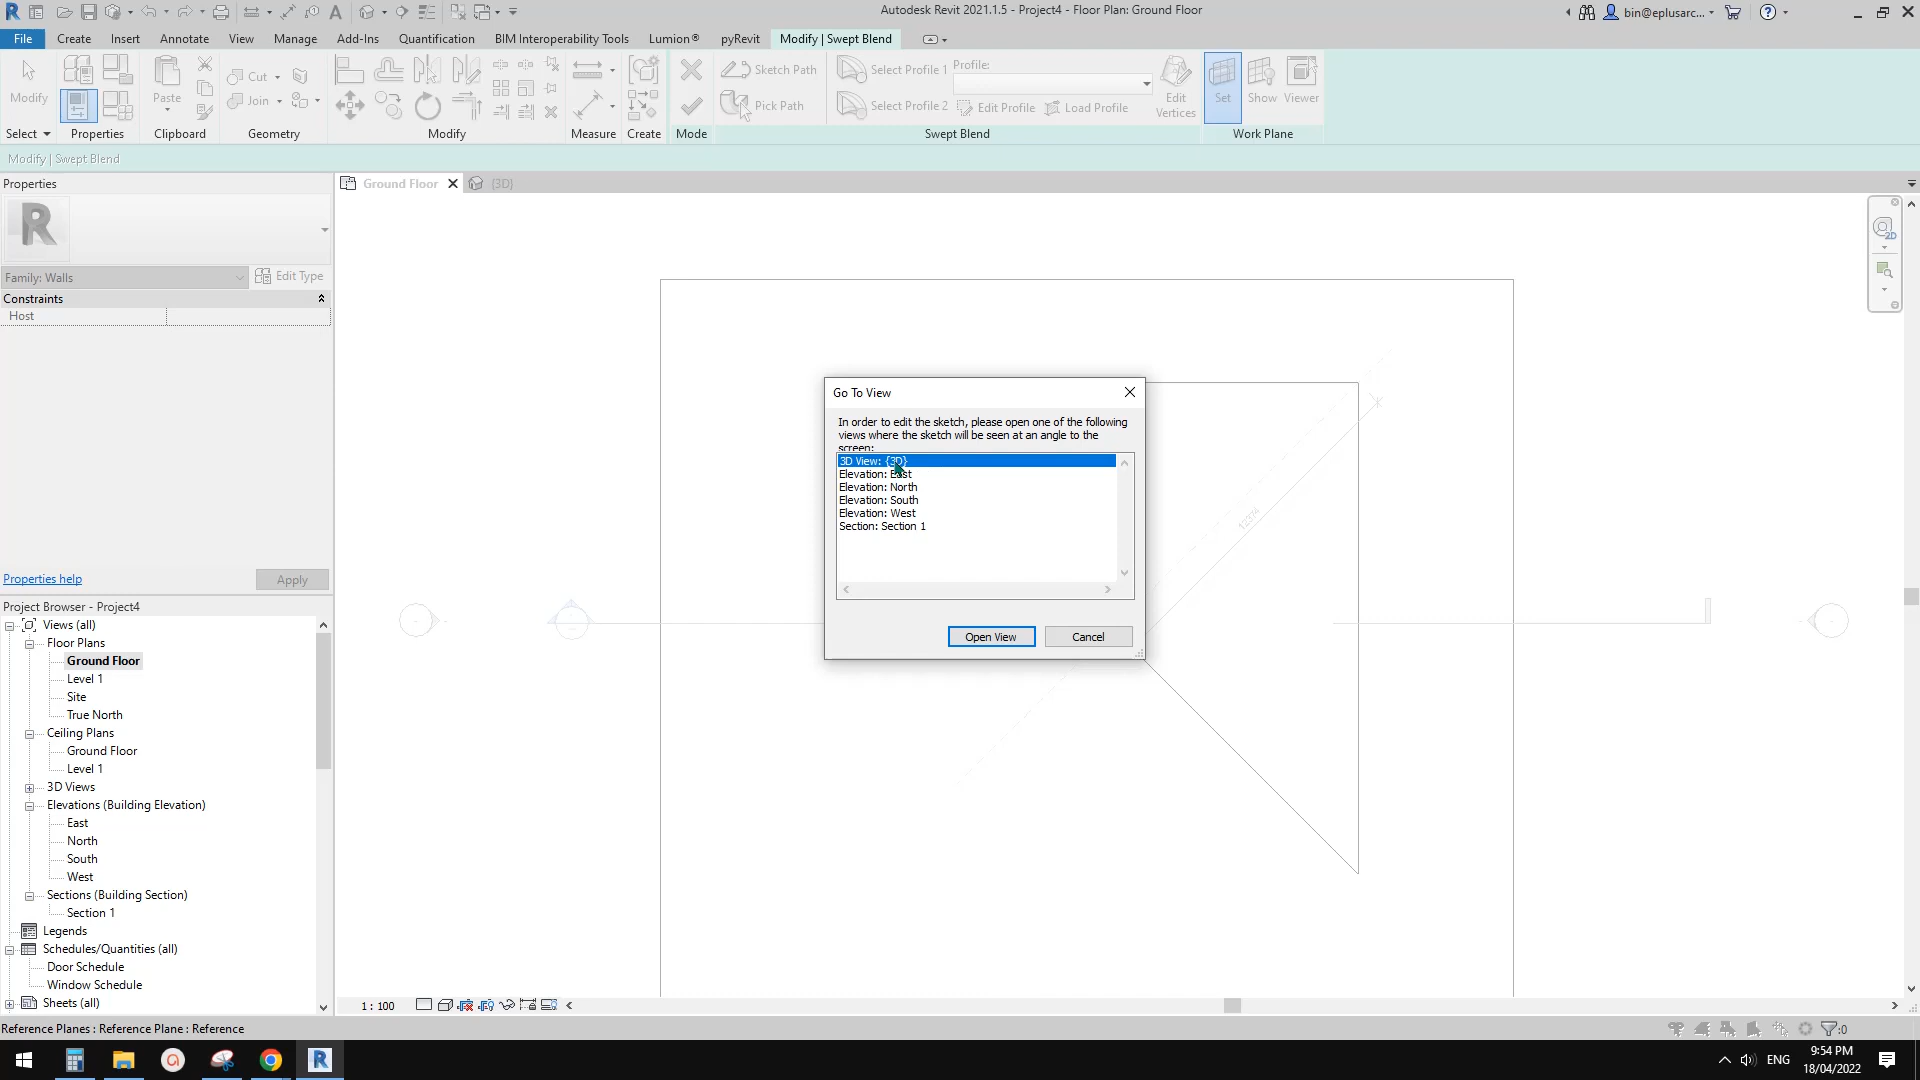 Autodesk Revit 2021.1.5 - Project4 - Floor Plan: Ground Floor
bin@eplusarc...
File Create Insert Annotate View Manage Add-Ins Quantification BIM Interoperability Tools Lumion® pyRevit Modify | Swept Blend
Modify
Paste
Cut
Join
Sketch Path
Pick Path
Select Profile 1
Select Profile 2
Profile:
Edit Profile
Load Profile
Edit
Vertices
Set
Show
Viewer
Select Properties Clipboard Geometry Modify Measure Create Mode Swept Blend Work Plane
Modify | Swept Blend
Properties
Ground Floor
{3D}
Family: Walls
Edit Type
Constraints
Host
Properties help
Apply
Project Browser - Project4
Views (all)
Floor Plans
Ground Floor
Level 1
Site
True North
Ceiling Plans
Ground Floor
Level 1
3D Views
Elevations (Building Elevation)
East
North
South
West
Sections (Building Section)
Section 1
Legends
Schedules/Quantities (all)
Door Schedule
Window Schedule
Sheets (all)
Go To View
In order to edit the sketch, please open one of the following
views where the sketch will be seen at an angle to the
screen:
3D View: {3D}
Elevation: East
Elevation: North
Elevation: South
Elevation: West
Section: Section 1
Open View
Cancel
12374
2D
1 : 100
Reference Planes : Reference Plane : Reference
:0
ENG
9:54 PM
18/04/2022